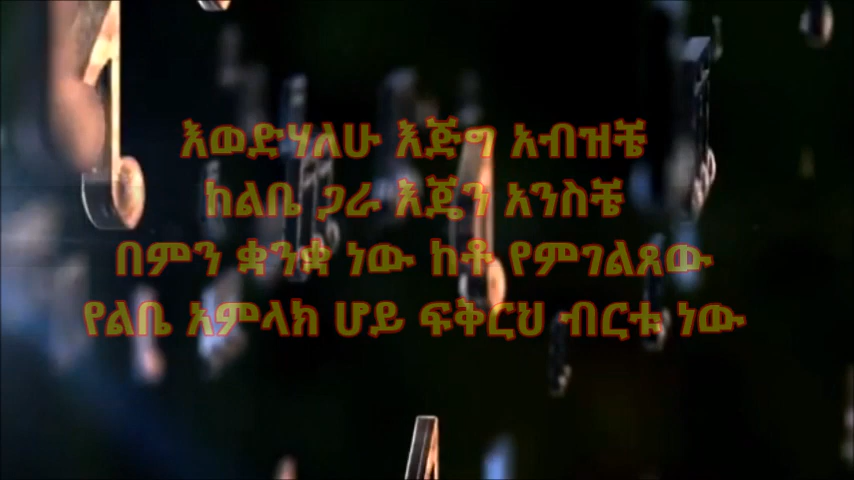 እወድሃለሁ እጅግ አብዝቼ
ከልቤ ጋራ እጄን አንስቼ
በምን ቋንቋ ነው ከቶ የምገልጸው
የልቤ አምላክ ሆይ ፍቅርህ ብርቱ ነው